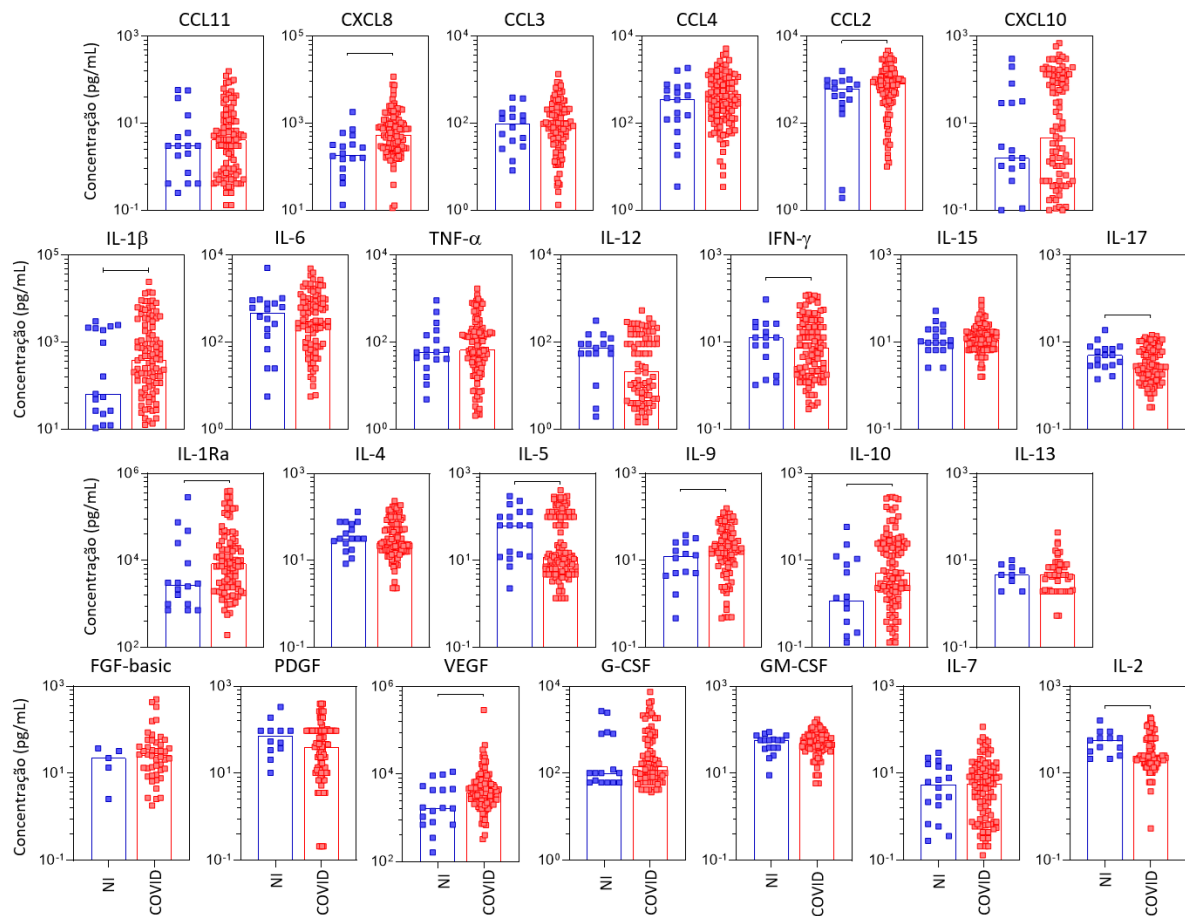 CCL11 CXCL8 CCL3 CCL4 CCL2 CXCL10
Concentração (pg/mL)
10³ 10⁵ 10³ 10⁴ 10⁴ 10³
10¹ 10³ 10² 10² 10² 10¹
10⁻¹ 10¹ 10⁰ 10⁰ 10⁰ 10⁻¹
IL-1β IL-6 TNF-α IL-12 IFN-γ IL-15 IL-17
Concentração (pg/mL)
10⁵ 10⁴ 10⁴ 10⁴ 10³ 10³ 10³
10³ 10² 10² 10² 10¹ 10¹ 10¹
10¹ 10⁰ 10⁰ 10⁰ 10⁻¹ 10⁻¹ 10⁻¹
IL-1Ra IL-4 IL-5 IL-9 IL-10 IL-13
Concentração (pg/mL)
10⁶ 10³ 10³ 10³ 10³ 10³
10⁴ 10¹ 10¹ 10¹ 10¹ 10¹
10² 10⁻¹ 10⁻¹ 10⁻¹ 10⁻¹ 10⁻¹
FGF-basic PDGF VEGF G-CSF GM-CSF IL-7 IL-2
Concentração (pg/mL)
10³ 10³ 10⁶ 10⁴ 10³ 10³ 10³
10¹ 10¹ 10⁴ 10² 10¹ 10¹ 10¹
10⁻¹ 10⁻¹ 10² 10⁰ 10⁻¹ 10⁻¹ 10⁻¹
NI COVID NI COVID NI COVID NI COVID NI COVID NI COVID NI COVID